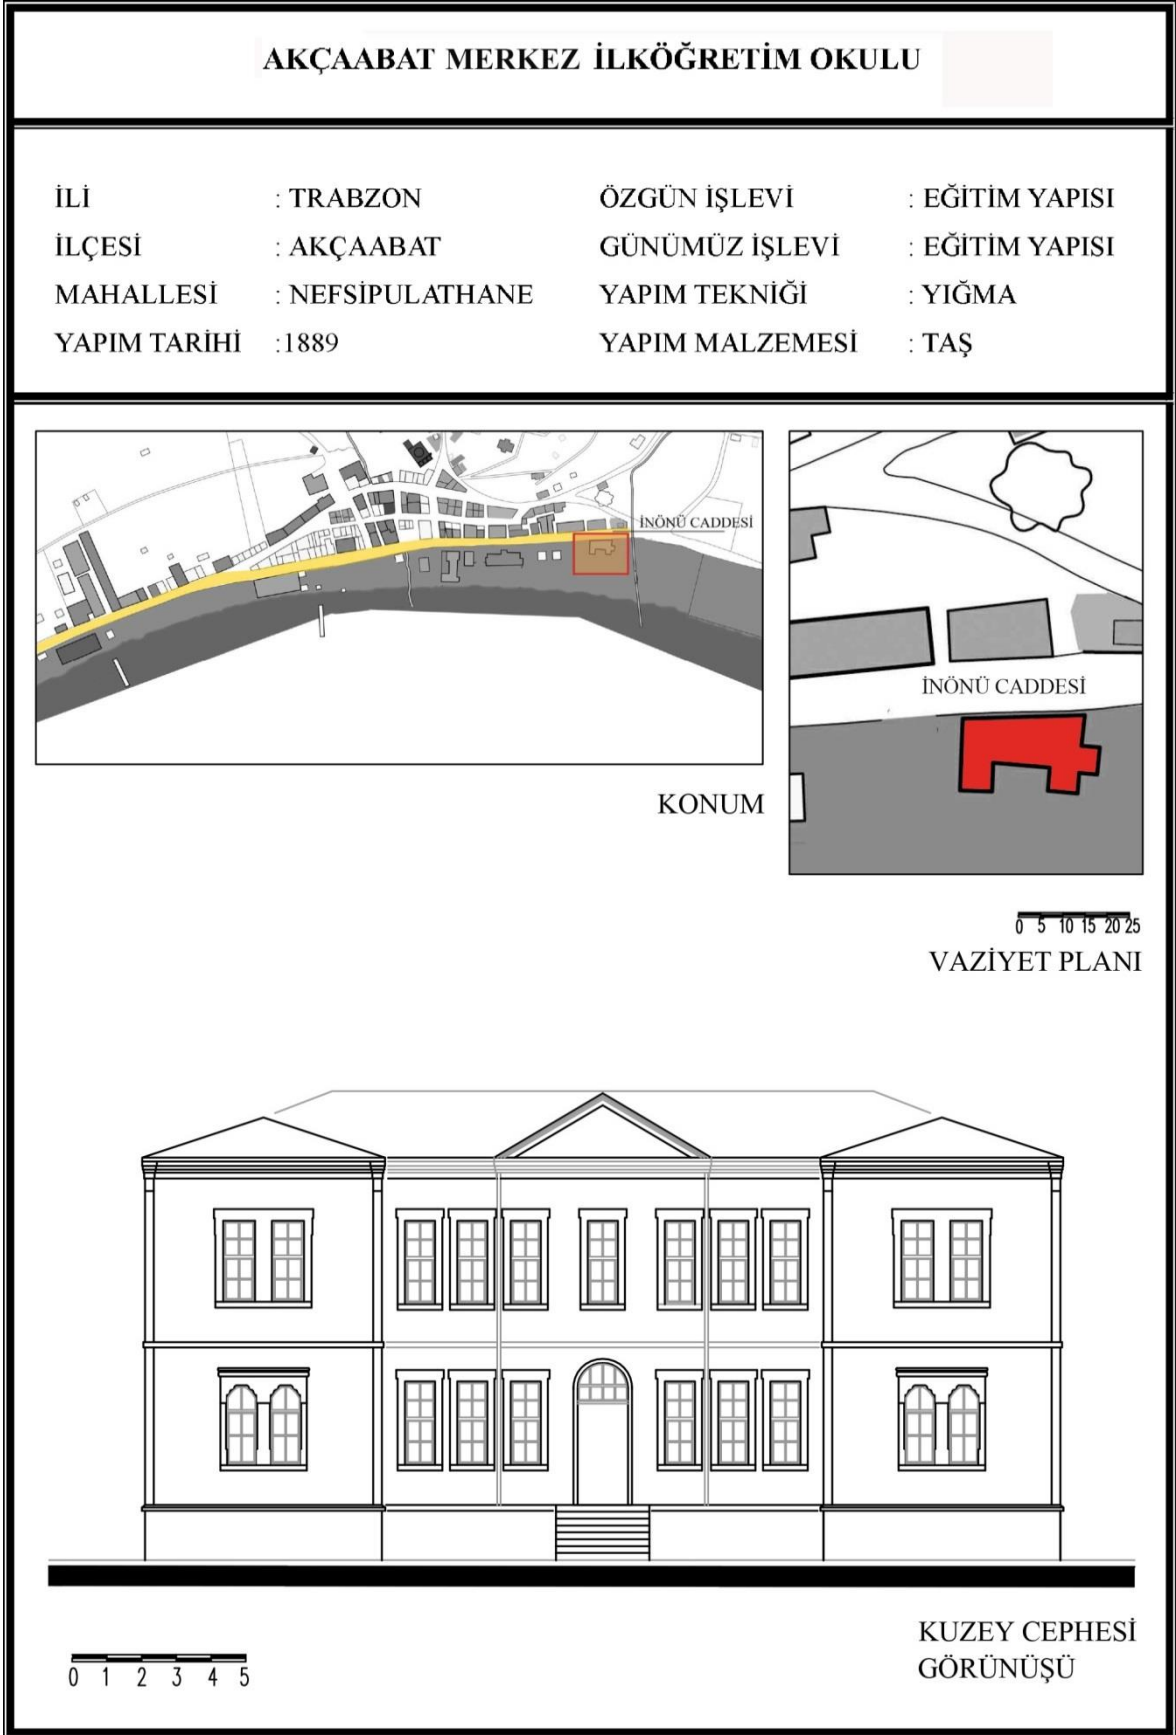 AKÇAABAT MERKEZ İLKÖĞRETİM OKULU
İLİ : TRABZON ÖZGÜN İŞLEVİ : EĞİTİM YAPISI
İLÇESİ : AKÇAABAT GÜNÜMÜZ İŞLEVİ : EĞİTİM YAPISI
MAHALLESİ : NEFSİPULATHANE YAPIM TEKNİĞİ : YIĞMA
YAPIM TARİHİ :1889 YAPIM MALZEMESİ : TAŞ
İNÖNÜ CADDESİ
KONUM
İNÖNÜ CADDESİ
0 5 10 15 20 25
VAZİYET PLANI
0 1 2 3 4 5
KUZEY CEPHESİ
GÖRÜNÜŞÜ